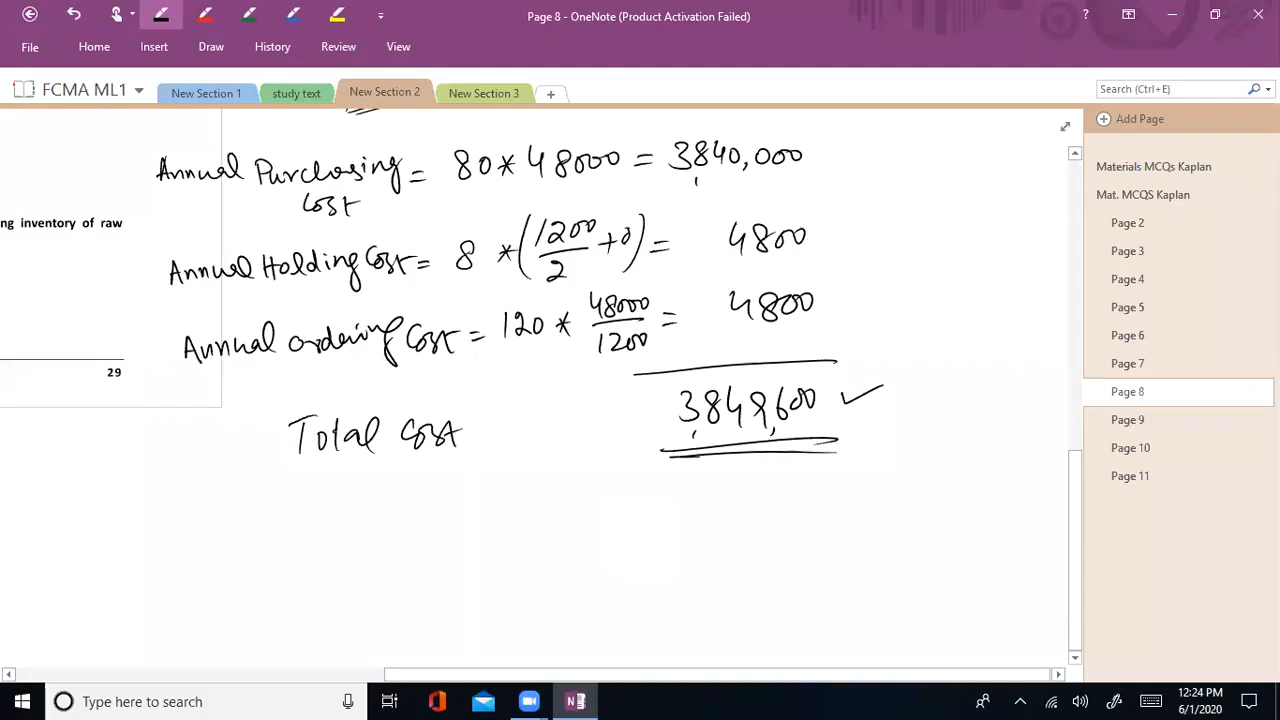 Page 8 - OneNote (Product Activation Failed)
?
File Home Insert Draw History Review View
FCMA ML1
New Section 1 study text New Section 2 New Section 3 +
Search (Ctrl+E)
Add Page
Materials MCQs Kaplan
Mat. MCQS Kaplan
Page 2
Page 3
Page 4
Page 5
Page 6
Page 7
Page 8
Page 9
Page 10
Page 11
ng inventory of raw
29
Annual Purchasing Cost = 80 * 48000 = 3,840,000
Annual Holding Cost = 8 * (1200/2 + 0) = 4800
Annual ordering Cost = 120 * 48000/1200 = 4800
Total Cost 3,849,600 ✓
Type here to search
12:24 PM
6/1/2020